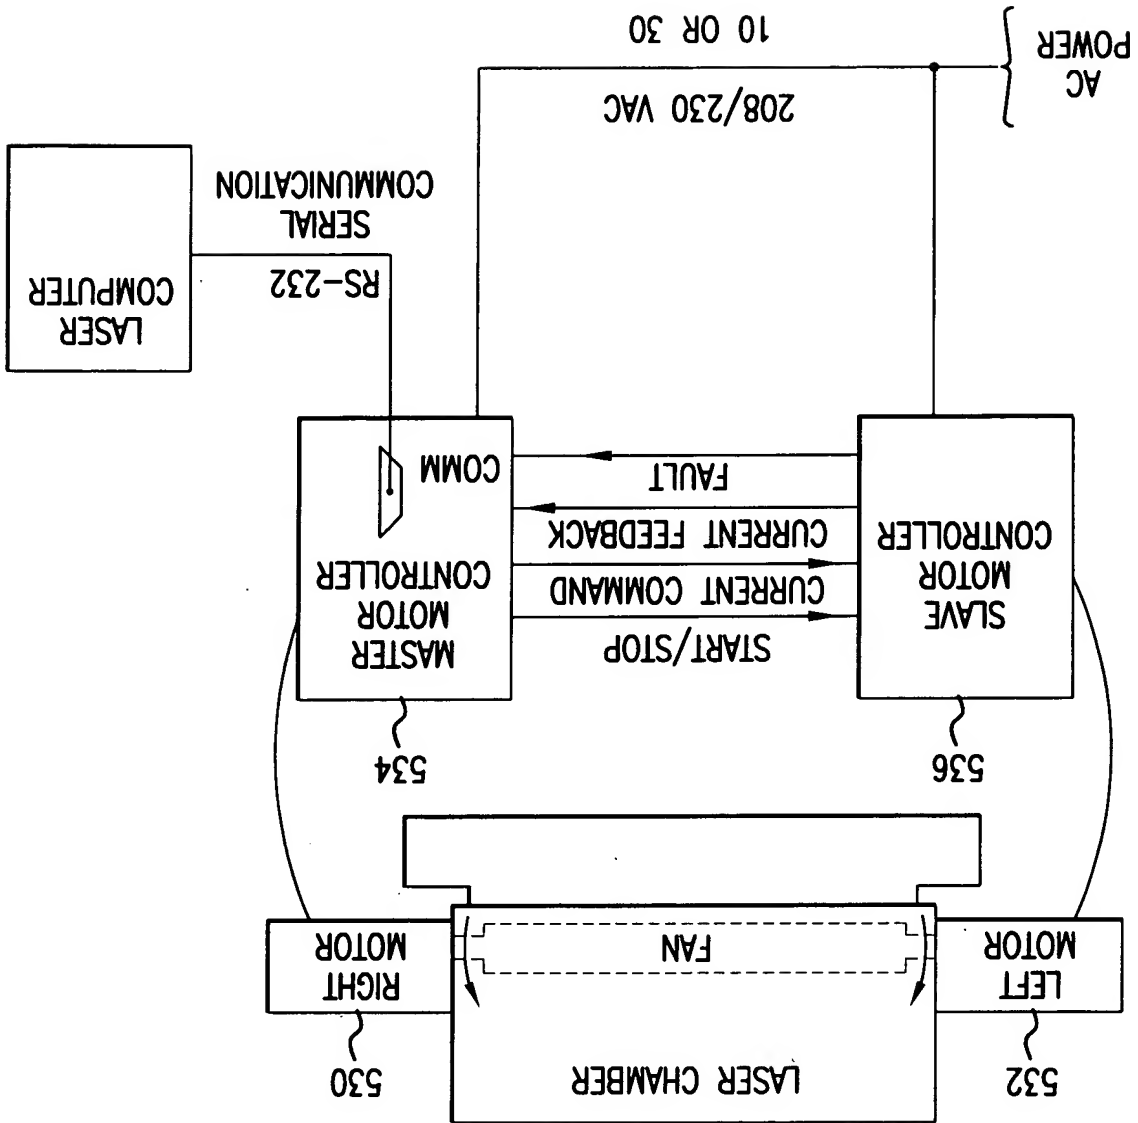 LASER CHAMBER
532
530
LEFT
MOTOR
FAN
RIGHT
MOTOR
536
534
SLAVE
MOTOR
CONTROLLER
START/STOP
CURRENT COMMAND
CURRENT FEEDBACK
FAULT
MASTER
MOTOR
CONTROLLER
COMM
LASER
COMPUTER
RS-232
SERIAL
COMMUNICATION
AC
POWER
208/230 VAC
10 OR 30